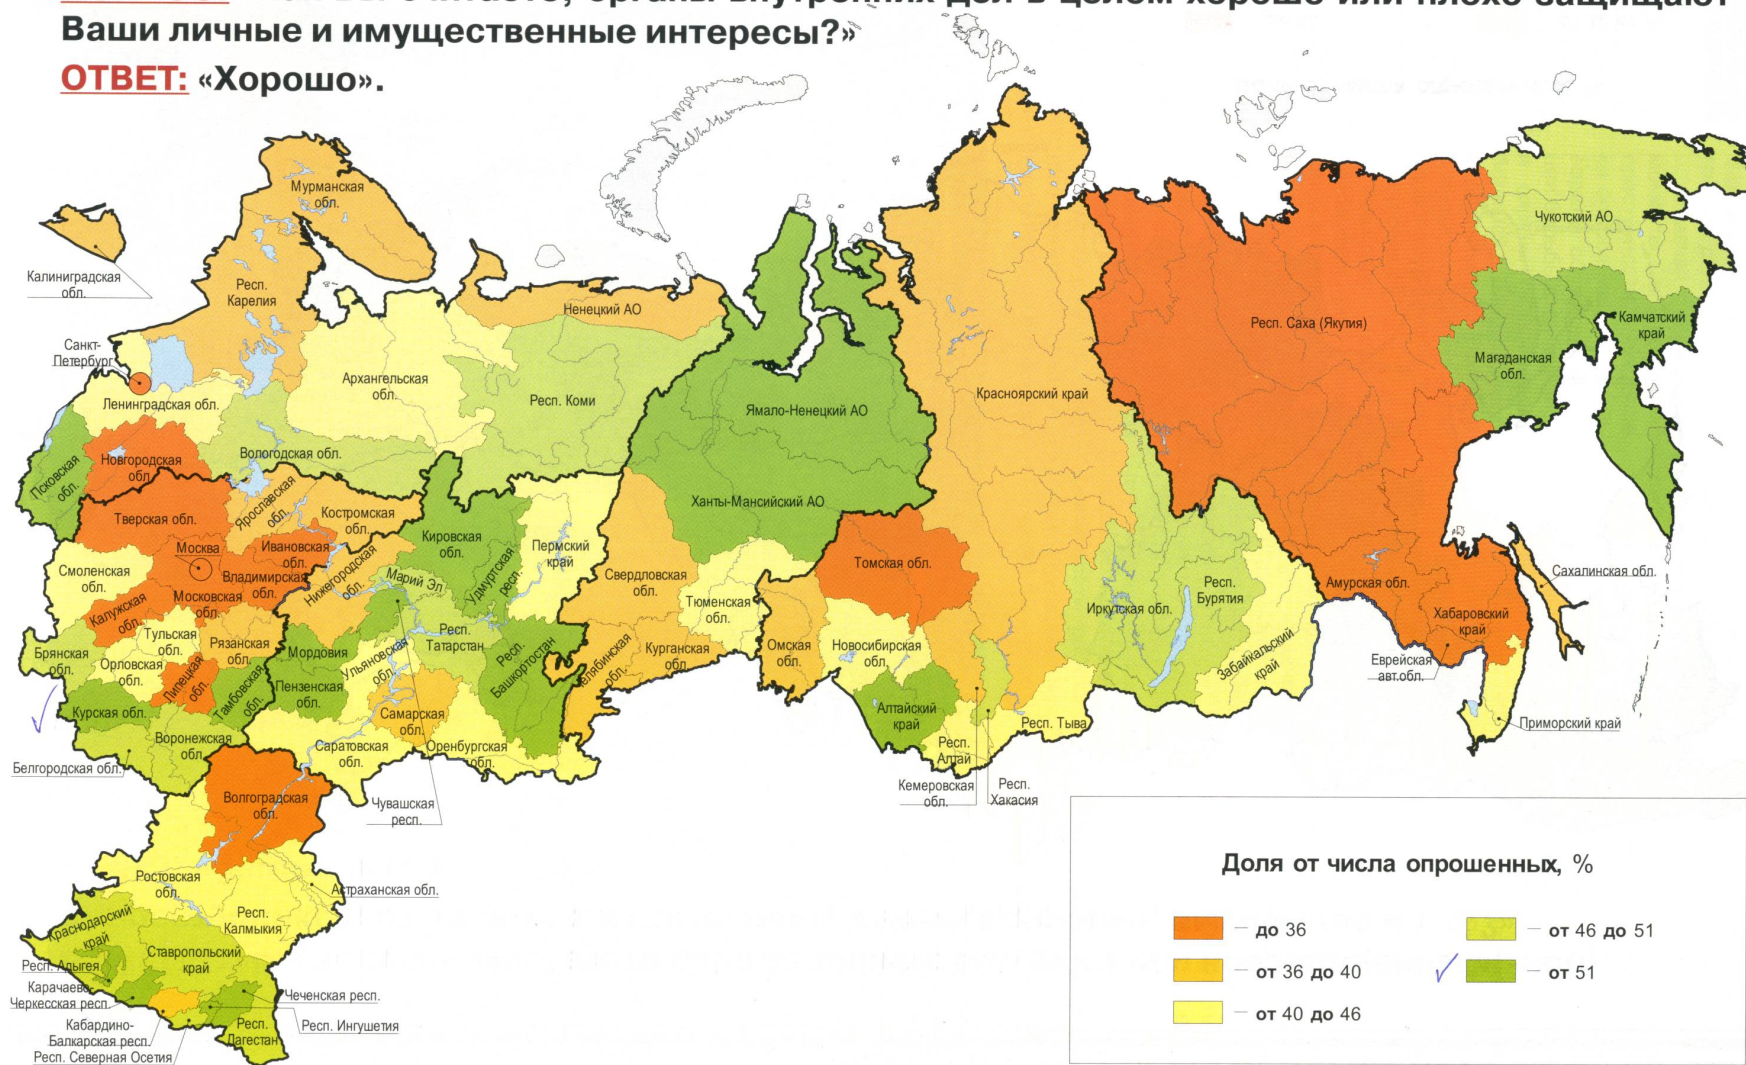 Ваши личные и имущественные интересы?»
ОТВЕТ: «Хорошо».
Мурманская
обл.
Калиниградская
обл.
Респ.
Карелия
Ненецкий АО
Санкт-
Петербург
Ленинградская обл.
Архангельская
обл.
Респ. Коми
Вологодская обл.
Псковская
обл.
Новгородская
обл.
Ямало-Ненецкий АО
Ханты-Мансийский АО
Красноярский край
Респ. Саха (Якутия)
Чукотский АО
Камчатский
край
Магаданская
обл.
Тверская обл.
Ярославская
обл.
Костромская
обл.
Москва
Ивановская
обл.
Владимирская
обл.
Московская
обл.
Смоленская
обл.
Калужская
обл.
Тульская
обл.
Рязанская
обл.
Брянская
обл.
Орловская
обл.
Липецкая
обл.
Тамбовская
обл.
Курская обл.
Воронежская
обл.
Белгородская обл.
Нижегородская
обл.
Кировская
обл.
Марий Эл
Удмуртская
респ.
Пермский
край
Мордовия
Пензенская
обл.
Ульяновская
обл.
Респ.
Татарстан
Респ.
Башкортостан
Самарская
обл.
Саратовская
обл.
Оренбургская
обл.
Чувашская
респ.
Свердловская
обл.
Тюменская
обл.
Челябинская
обл.
Курганская
обл.
Омская
обл.
Томская обл.
Новосибирская
обл.
Алтайский
край
Респ.
Алтай
Кемеровская
обл.
Респ.
Хакасия
Респ. Тыва
Иркутская обл.
Респ.
Бурятия
Забайкальский
край
Амурская обл.
Хабаровский
край
Еврейская
авт.обл.
Сахалинская обл.
Приморский край
Волгоградская
обл.
Ростовская
обл.
Астраханская обл.
Респ.
Калмыкия
Краснодарский
край
Ставропольский
край
Респ. Адыгея
Карачаево-
Черкесская респ.
Кабардино-
Балкарская респ.
Респ. Северная Осетия
Чеченская респ.
Респ. Ингушетия
Респ.
Дагестан
Доля от числа опрошенных, %
— до 36
— от 36 до 40
— от 40 до 46
— от 46 до 51
— от 51